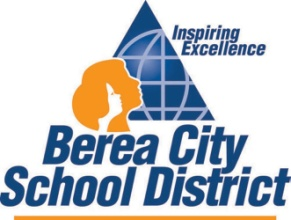 Inspiring
Excellence
Berea City
School District